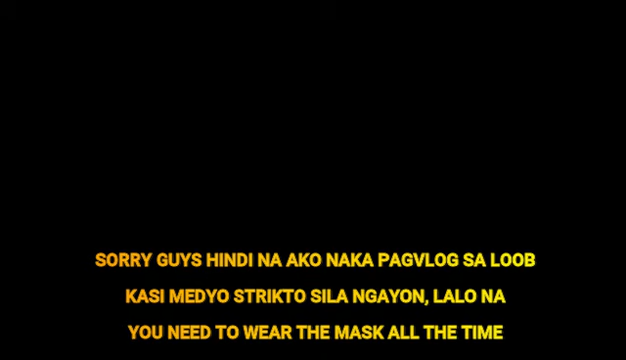 SORRY GUYS HINDI NA AKO NAKA PAGVLOG SA LOOB
KASI MEDYO STRIKTO SILA NGAYON, LALO NA
YOU NEED TO WEAR THE MASK ALL THE TIME